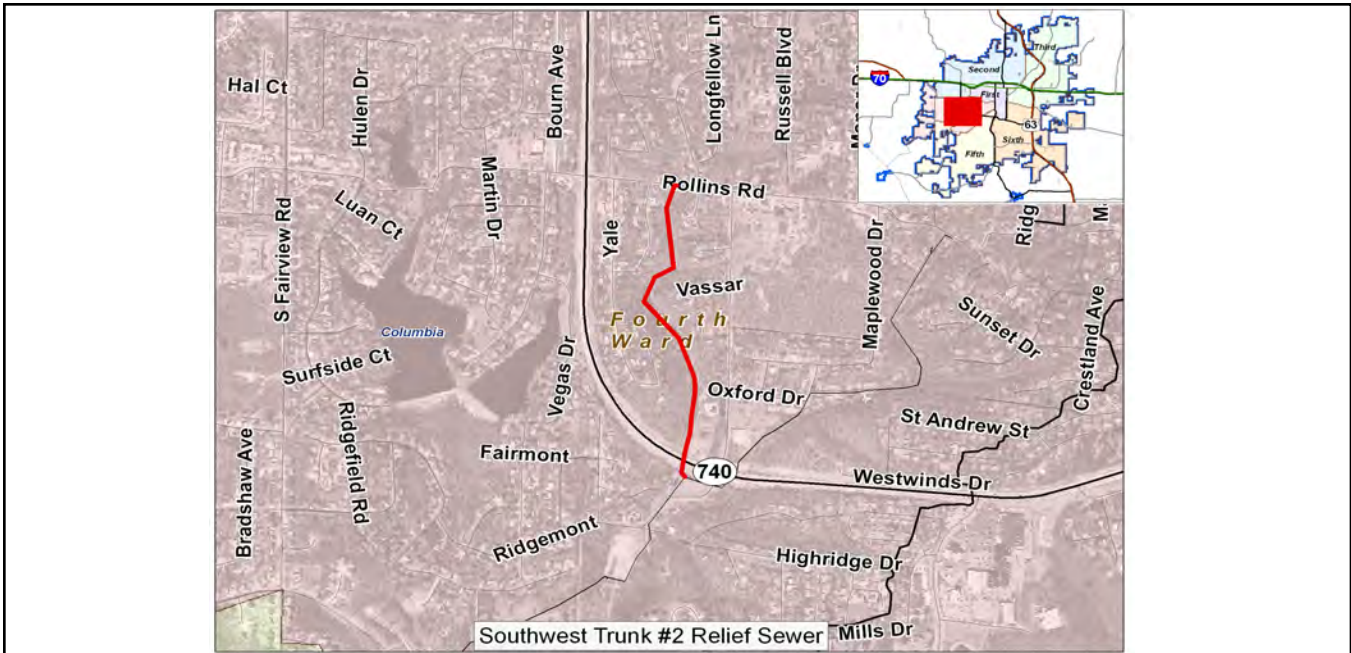 Hal Ct
Hulen Dr
Bourn Ave
Longfellow Ln
Russell Blvd
Third
Second
70
First
63
Sixth
Fifth
Rollins Rd
Martin Dr
Luan Ct
S Fairview Rd
Yale
Ridg
Vassar
Maplewood Dr
Fourth
Ward
Columbia
Sunset Dr
Crestland Ave
Surfside Ct
Vegas Dr
Oxford Dr
St Andrew St
Bradshaw Ave
Ridgefield Rd
Fairmont
740
Westwinds Dr
Ridgemont
Highridge Dr
Southwest Trunk #2 Relief Sewer
Mills Dr